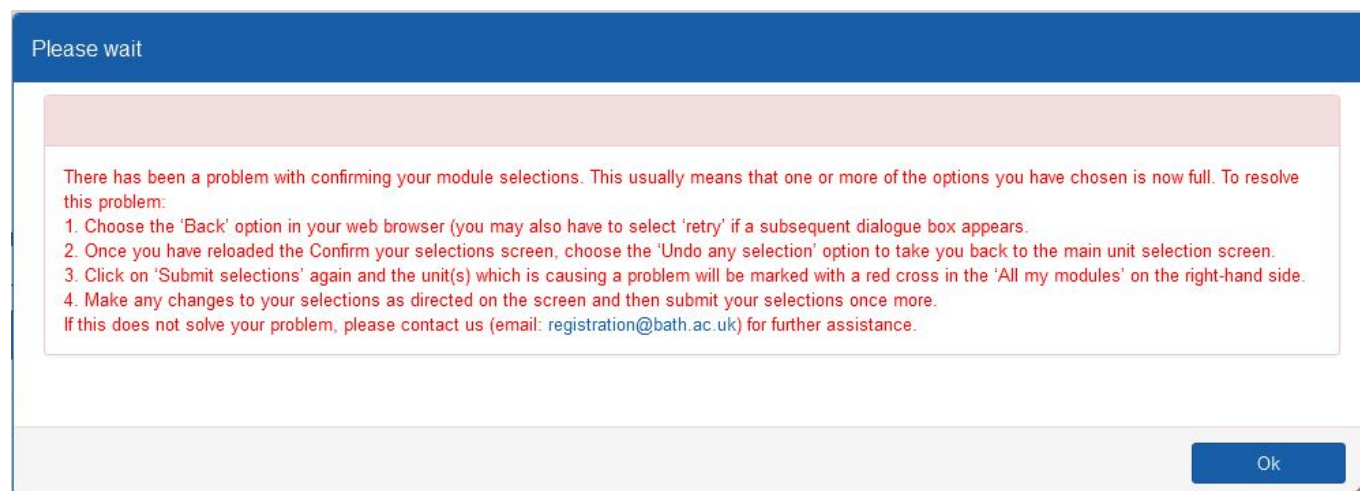 Please wait
There has been a problem with confirming your module selections. This usually means that one or more of the options you have chosen is now full. To resolve
this problem:
1. Choose the ‘Back’ option in your web browser (you may also have to select ‘retry’ if a subsequent dialogue box appears.
2. Once you have reloaded the Confirm your selections screen, choose the ‘Undo any selection’ option to take you back to the main unit selection screen.
3. Click on ‘Submit selections’ again and the unit(s) which is causing a problem will be marked with a red cross in the ‘All my modules’ on the right-hand side.
4. Make any changes to your selections as directed on the screen and then submit your selections once more.
If this does not solve your problem, please contact us (email: registration@bath.ac.uk) for further assistance.
Ok